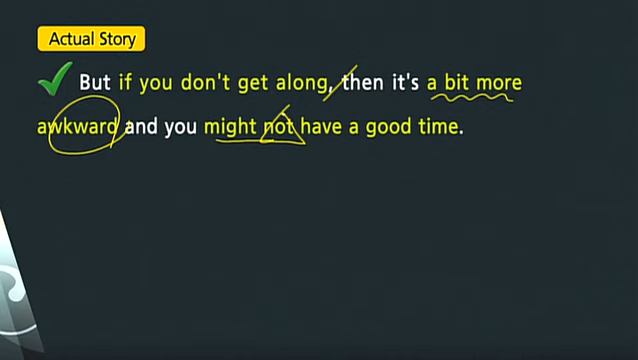 Actual Story
But if you don't get along, then it's a bit more
awkward and you might not have a good time.